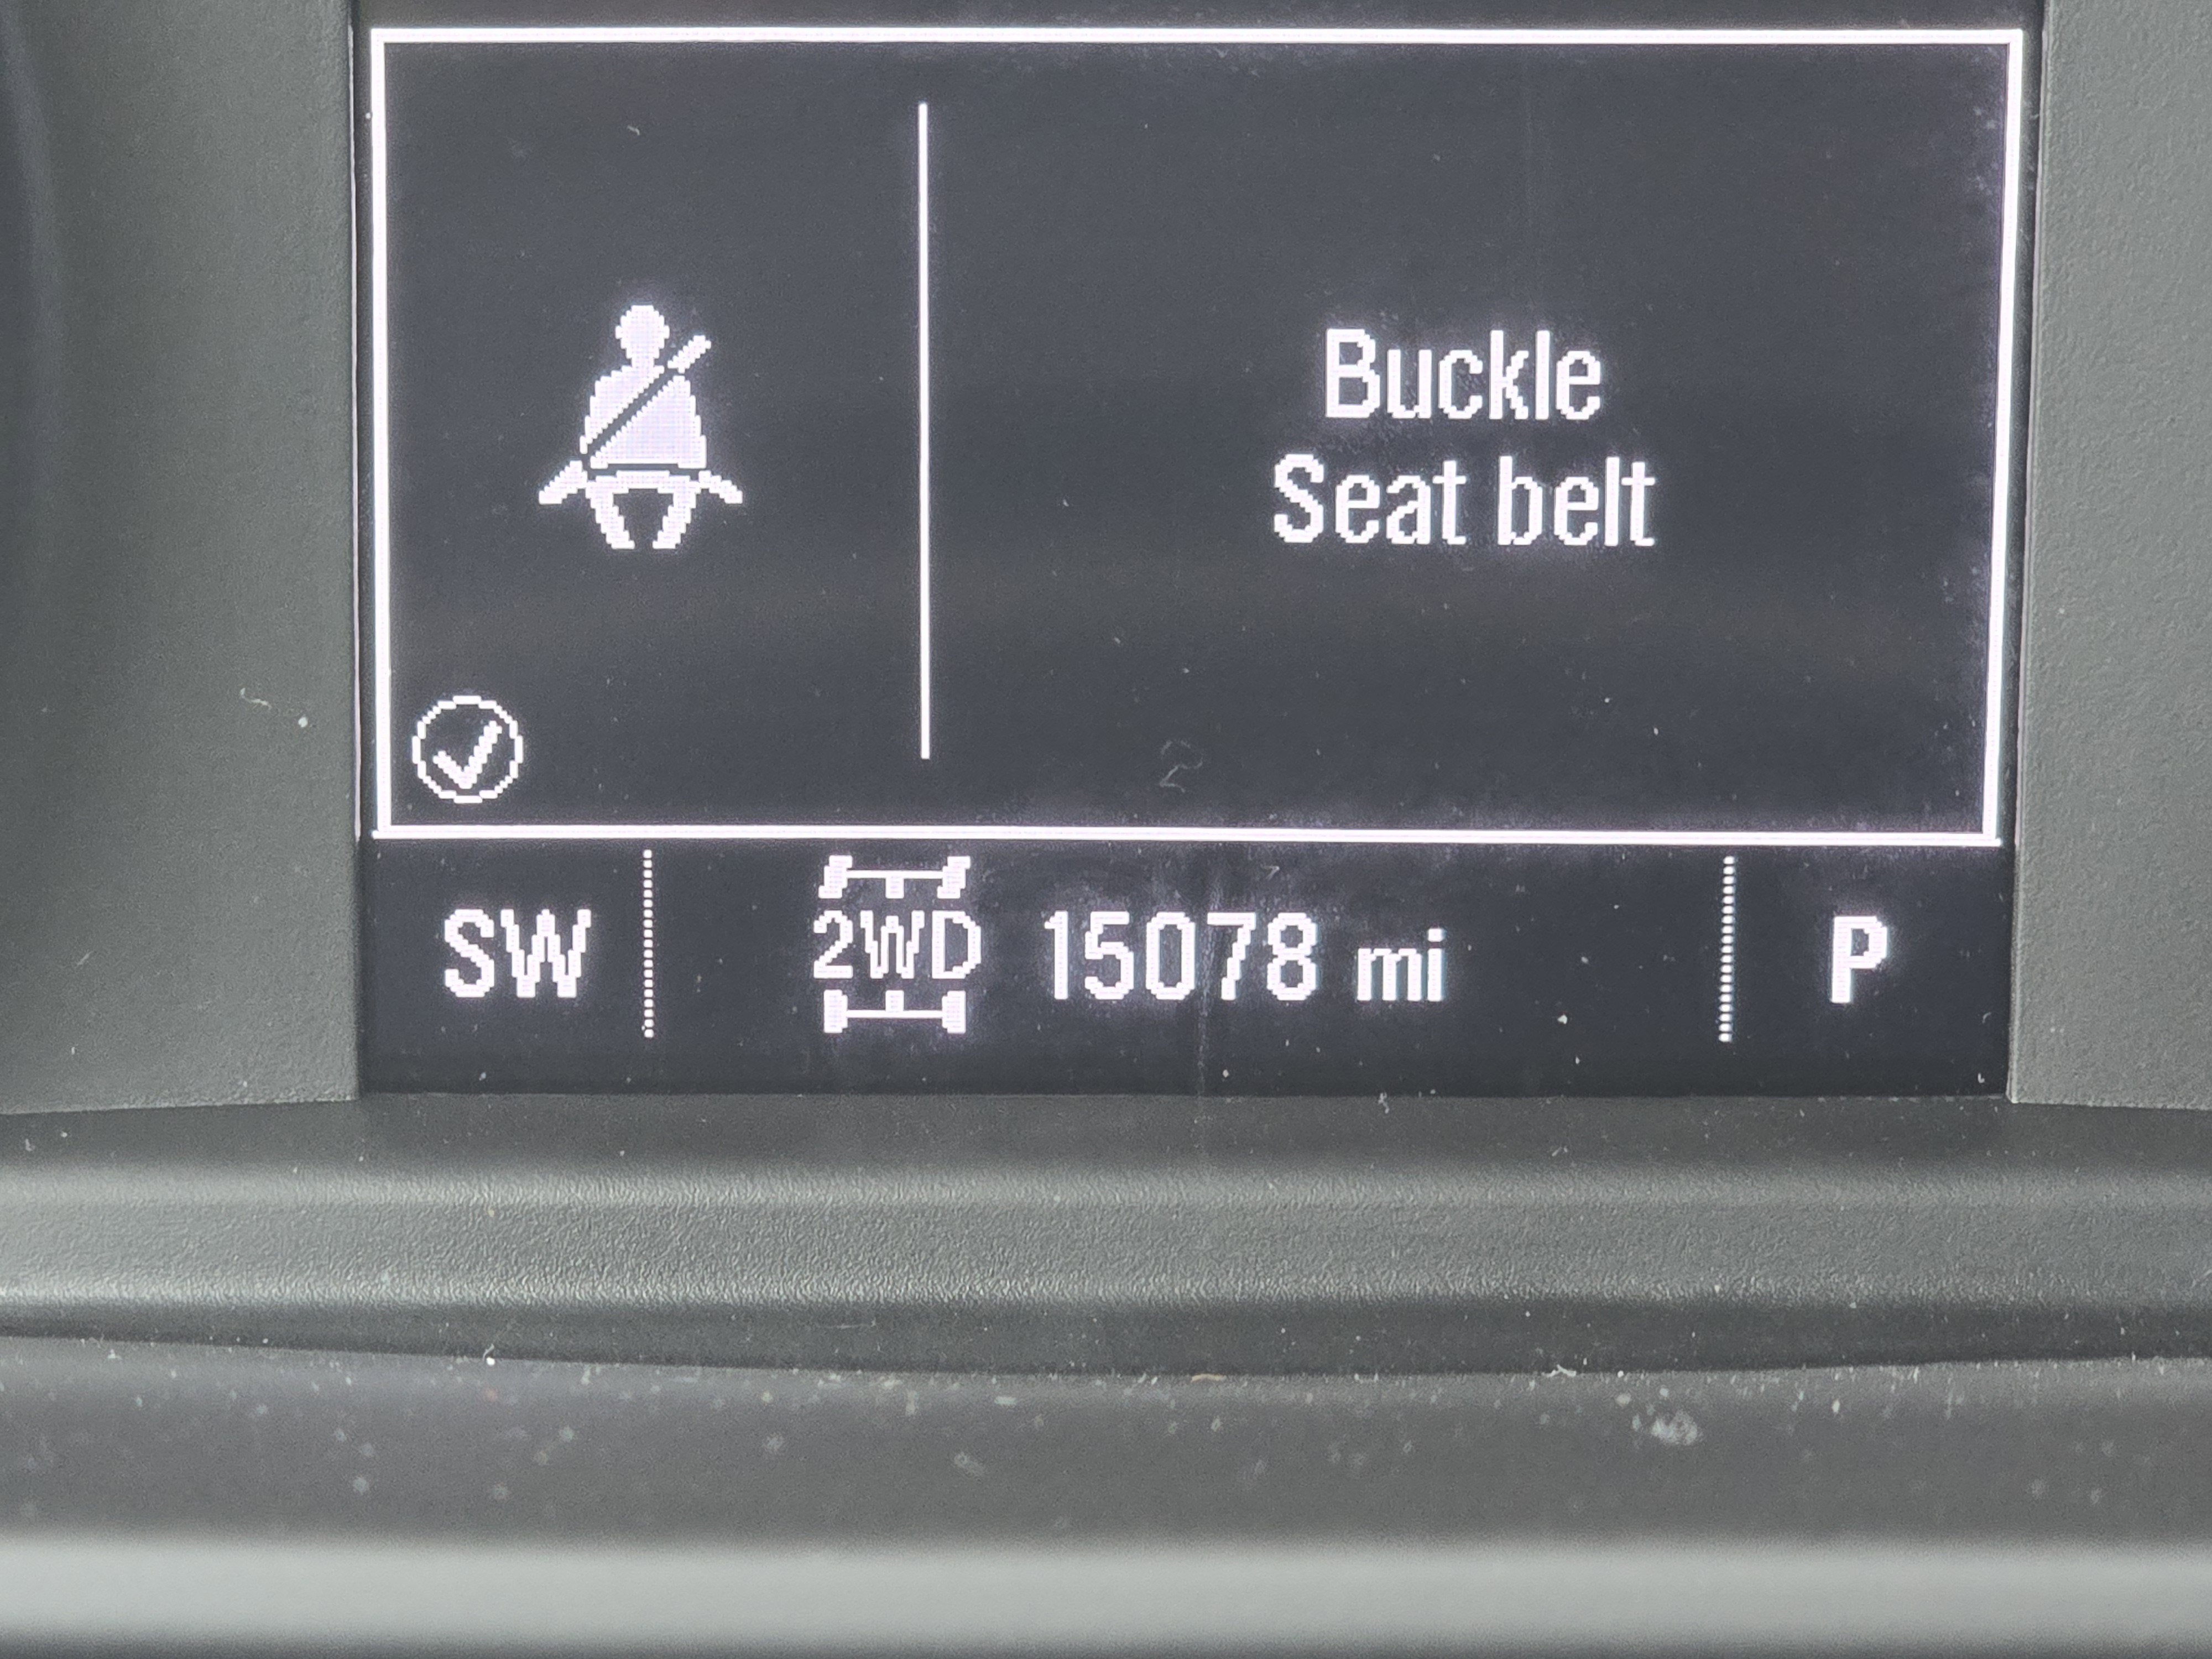 Buckle
Seat belt
SW 2WD 15078 mi P